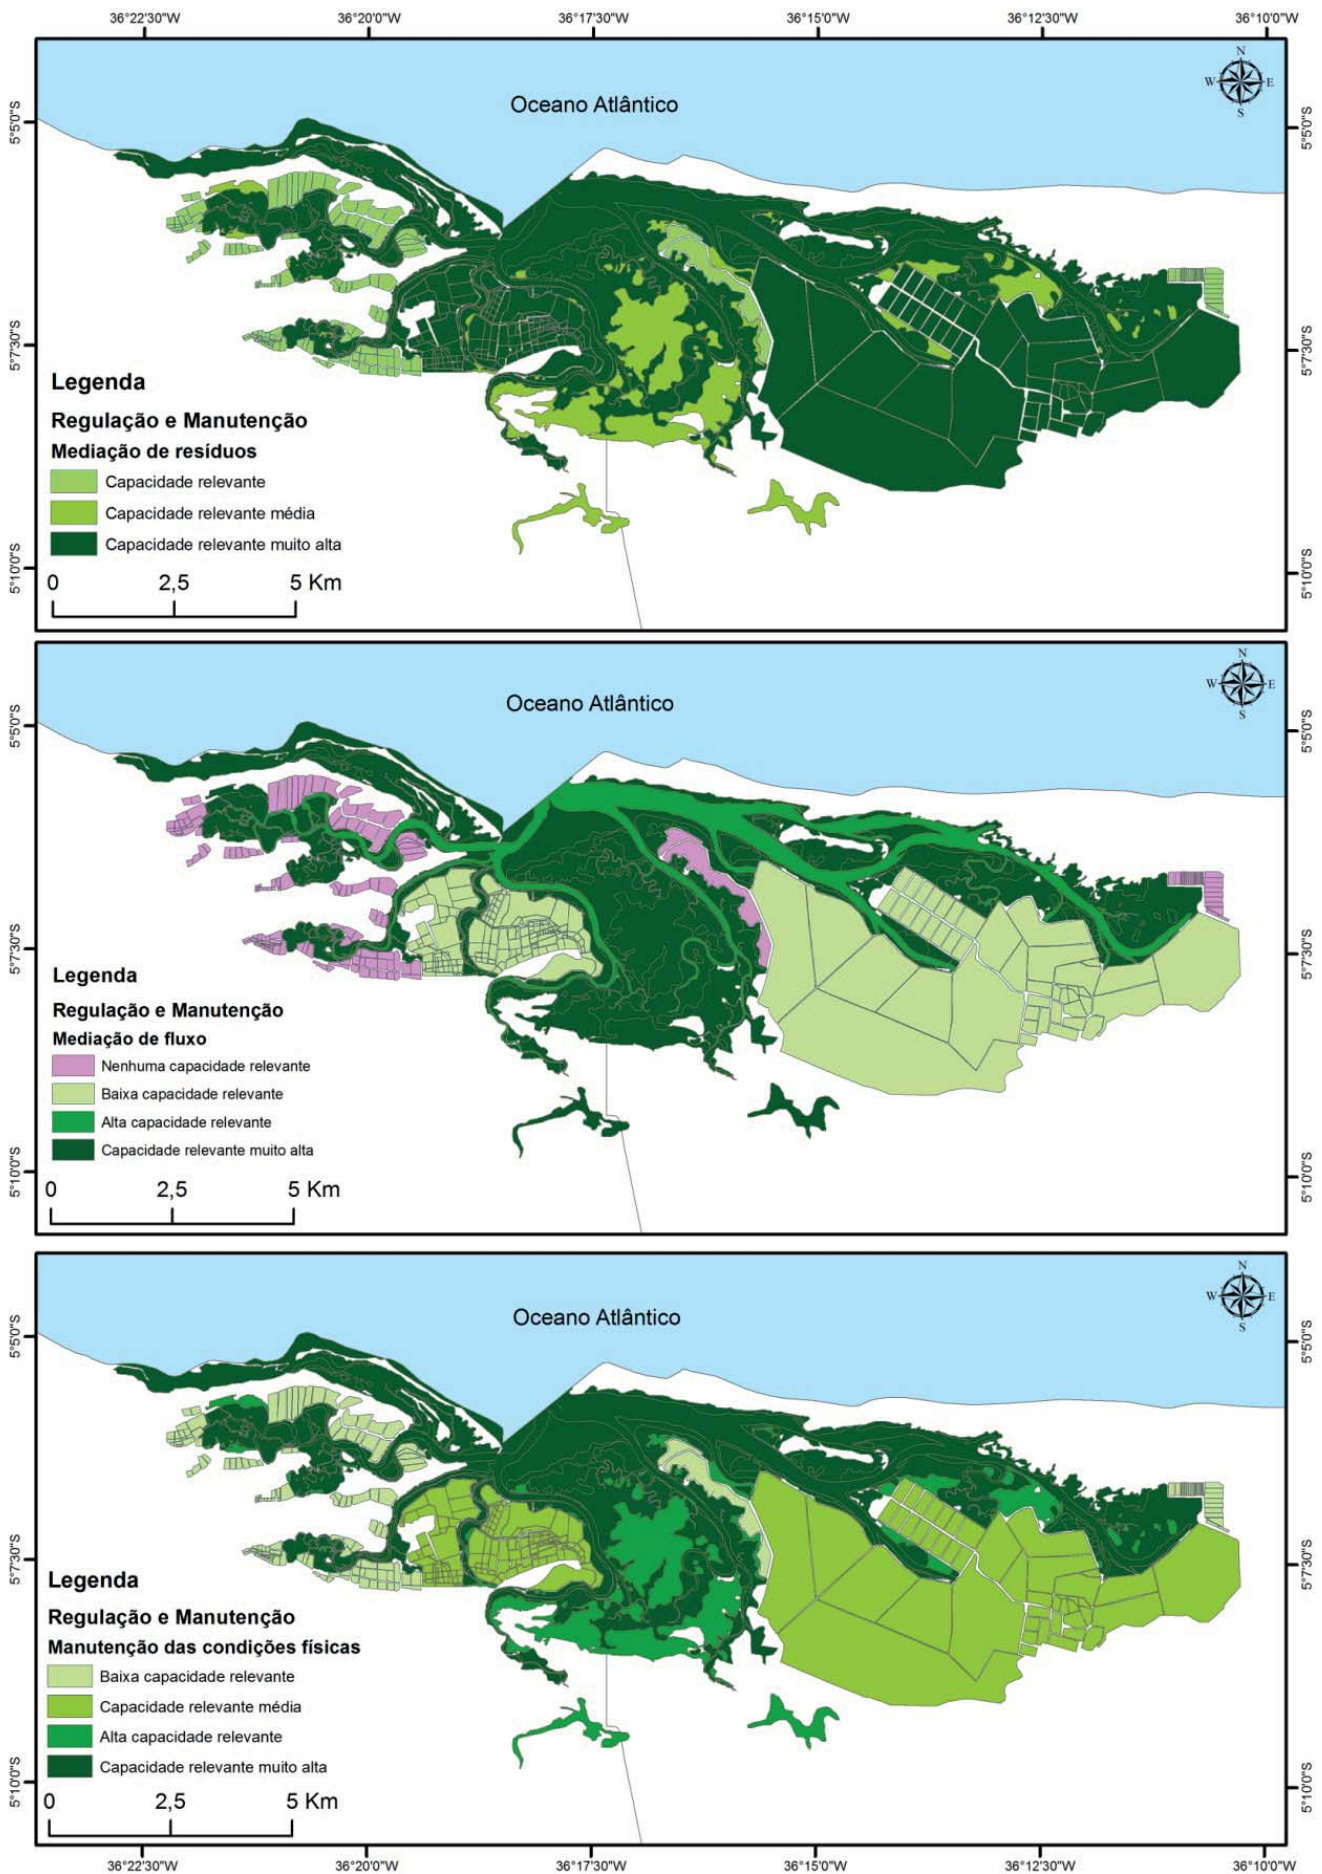 36°22'30"W 36°20'0"W 36°17'30"W 36°15'0"W 36°12'30"W 36°10'0"W
N
W E
S
Oceano Atlântico
5°5'0"S 5°5'0"S
5°7'30"S 5°7'30"S
Legenda
Regulação e Manutenção
Mediação de resíduos
Capacidade relevante
Capacidade relevante média
Capacidade relevante muito alta
5°10'0"S 5°10'0"S
0 2,5 5 Km
N
W E
S
Oceano Atlântico
5°5'0"S 5°5'0"S
5°7'30"S 5°7'30"S
Legenda
Regulação e Manutenção
Mediação de fluxo
Nenhuma capacidade relevante
Baixa capacidade relevante
Alta capacidade relevante
Capacidade relevante muito alta
5°10'0"S 5°10'0"S
0 2,5 5 Km
N
W E
S
Oceano Atlântico
5°5'0"S 5°5'0"S
5°7'30"S 5°7'30"S
Legenda
Regulação e Manutenção
Manutenção das condições físicas
Baixa capacidade relevante
Capacidade relevante média
Alta capacidade relevante
Capacidade relevante muito alta
5°10'0"S 5°10'0"S
0 2,5 5 Km
36°22'30"W 36°20'0"W 36°17'30"W 36°15'0"W 36°12'30"W 36°10'0"W